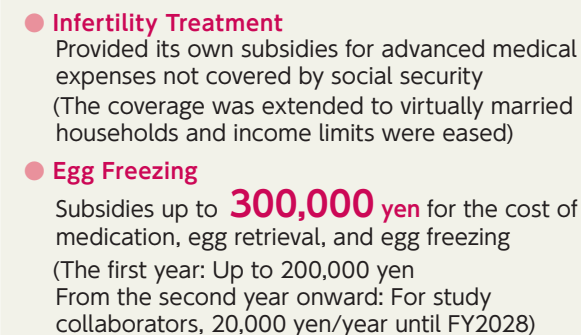 Infertility Treatment
Provided its own subsidies for advanced medical
expenses not covered by social security
(The coverage was extended to virtually married
households and income limits were eased)
Egg Freezing
Subsidies up to 300,000 yen for the cost of
medication, egg retrieval, and egg freezing
(The first year: Up to 200,000 yen
From the second year onward: For study
collaborators, 20,000 yen/year until FY2028)